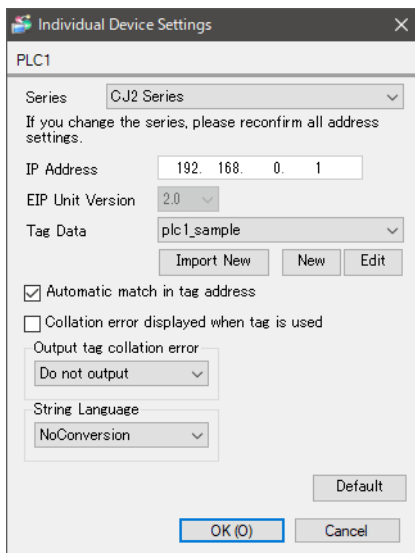 Individual Device Settings
PLC1
Series CJ2 Series
If you change the series, please reconfirm all address
settings.
IP Address 192. 168. 0. 1
EIP Unit Version 2.0
Tag Data plc1_sample
Import New New Edit
Automatic match in tag address
Collation error displayed when tag is used
Output tag collation error
Do not output
String Language
NoConversion
Default
OK (O) Cancel